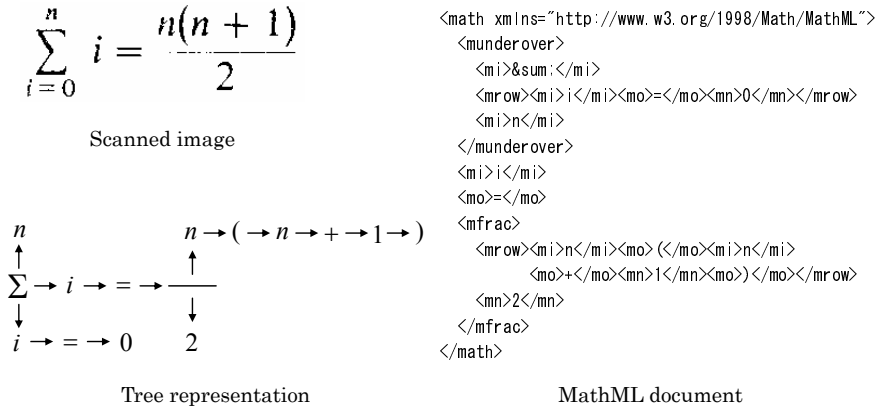 n
∑ i = n(n + 1)
i = 0 2
Scanned image
n n → ( → n → + → 1 → )
∑ → i → = →
i → = → 0 2
Tree representation
<math xmlns="http://www.w3.org/1998/Math/MathML">
<munderover>
<mi>&sum;</mi>
<mrow><mi>i</mi><mo>=</mo><mn>0</mn></mrow>
<mi>n</mi>
</munderover>
<mi>i</mi>
<mo>=</mo>
<mfrac>
<mrow><mi>n</mi><mo>(</mo><mi>n</mi>
<mo>+</mo><mn>1</mn><mo>)</mo></mrow>
<mn>2</mn>
</mfrac>
</math>
MathML document